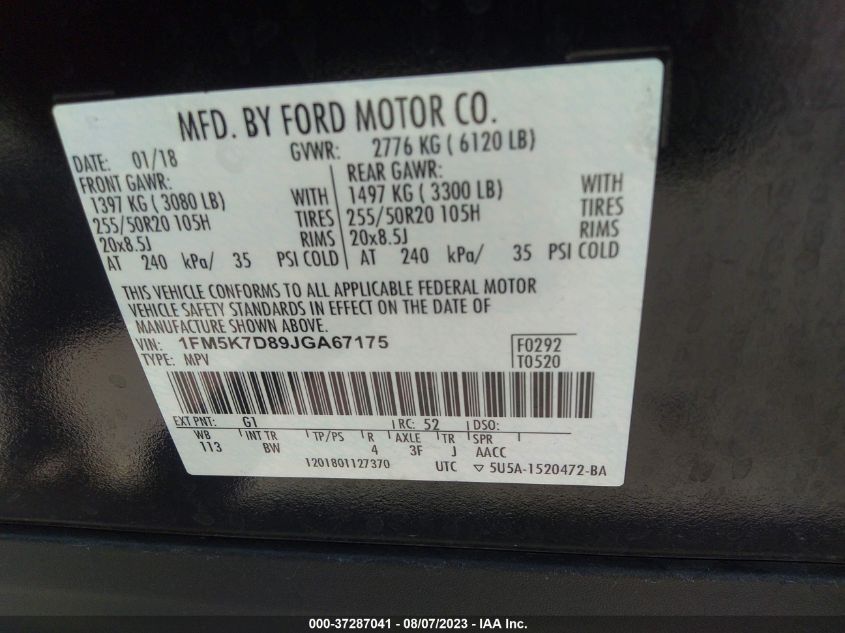 MFD. BY FORD MOTOR CO.
DATE: 01/18 GVWR: 2776 KG ( 6120 LB)
FRONT GAWR: REAR GAWR:
1397 KG ( 3080 LB) WITH 1497 KG ( 3300 LB) WITH
255/50R20 105H TIRES 255/50R20 105H TIRES
20x8.5J RIMS 20x8.5J RIMS
AT 240 kPa/ 35 PSI COLD AT 240 kPa/ 35 PSI COLD
THIS VEHICLE CONFORMS TO ALL APPLICABLE FEDERAL MOTOR
VEHICLE SAFETY STANDARDS IN EFFECT ON THE DATE OF
MANUFACTURE SHOWN ABOVE.
VIN: 1FM5K7D89JGA67175 F0292
TYPE: MPV T0520
EXT PNT: G1 RC: 52 DSO:
WB INT TR TP/PS R AXLE TR SPR
113 BW 4 3F J AACC
1201801127370 UTC ▽ 5U5A-1520472-BA
000-37287041 - 08/07/2023 - IAA Inc.